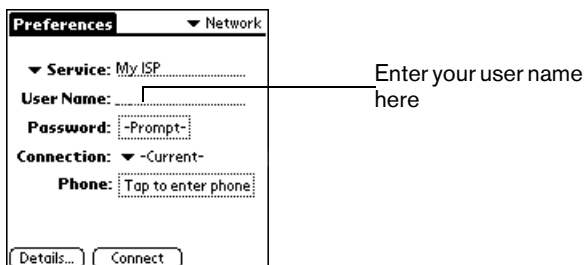 Preferences ▼ Network
▼ Service: My ISP
User Name:
Password: -Prompt-
Connection: ▼ -Current-
Phone: Tap to enter phone
Details... Connect
Enter your user name
here